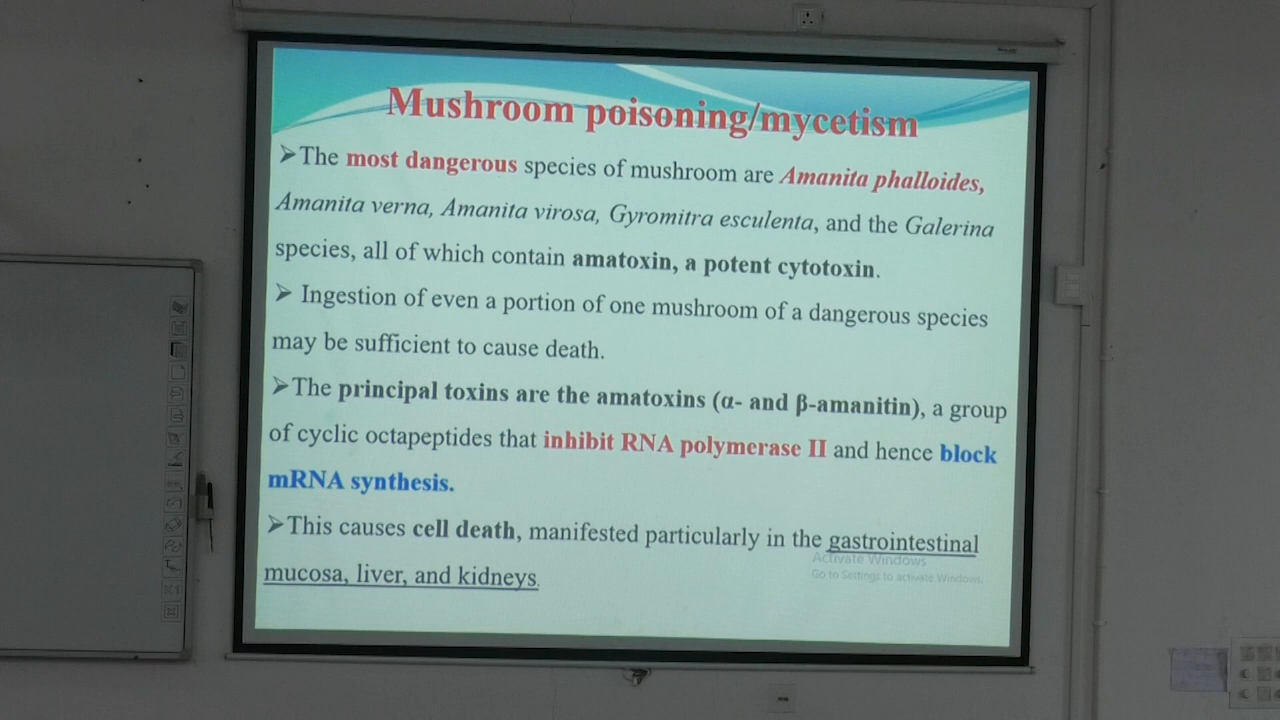 Mushroom poisoning/mycetism
➢The most dangerous species of mushroom are Amanita phalloides,
Amanita verna, Amanita virosa, Gyromitra esculenta, and the Galerina
species, all of which contain amatoxin, a potent cytotoxin.
➢ Ingestion of even a portion of one mushroom of a dangerous species
may be sufficient to cause death.
➢The principal toxins are the amatoxins (α- and β-amanitin), a group
of cyclic octapeptides that inhibit RNA polymerase II and hence block
mRNA synthesis.
➢This causes cell death, manifested particularly in the gastrointestinal
mucosa, liver, and kidneys.
Activate Windows
Go to Settings to activate Windows.